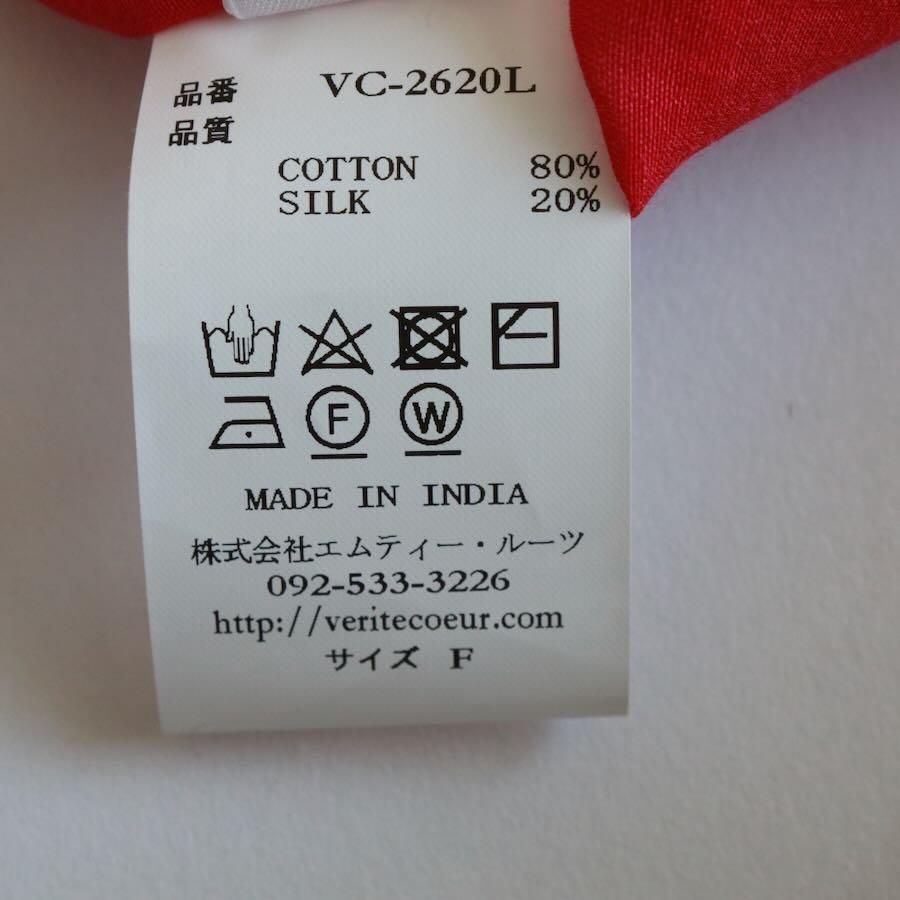 品番 VC-2620L
品質
COTTON 80%
SILK 20%
F W
MADE IN INDIA
株式会社エムティー・ルーツ
092-533-3226
http://veritecoeur.com
サイズ F